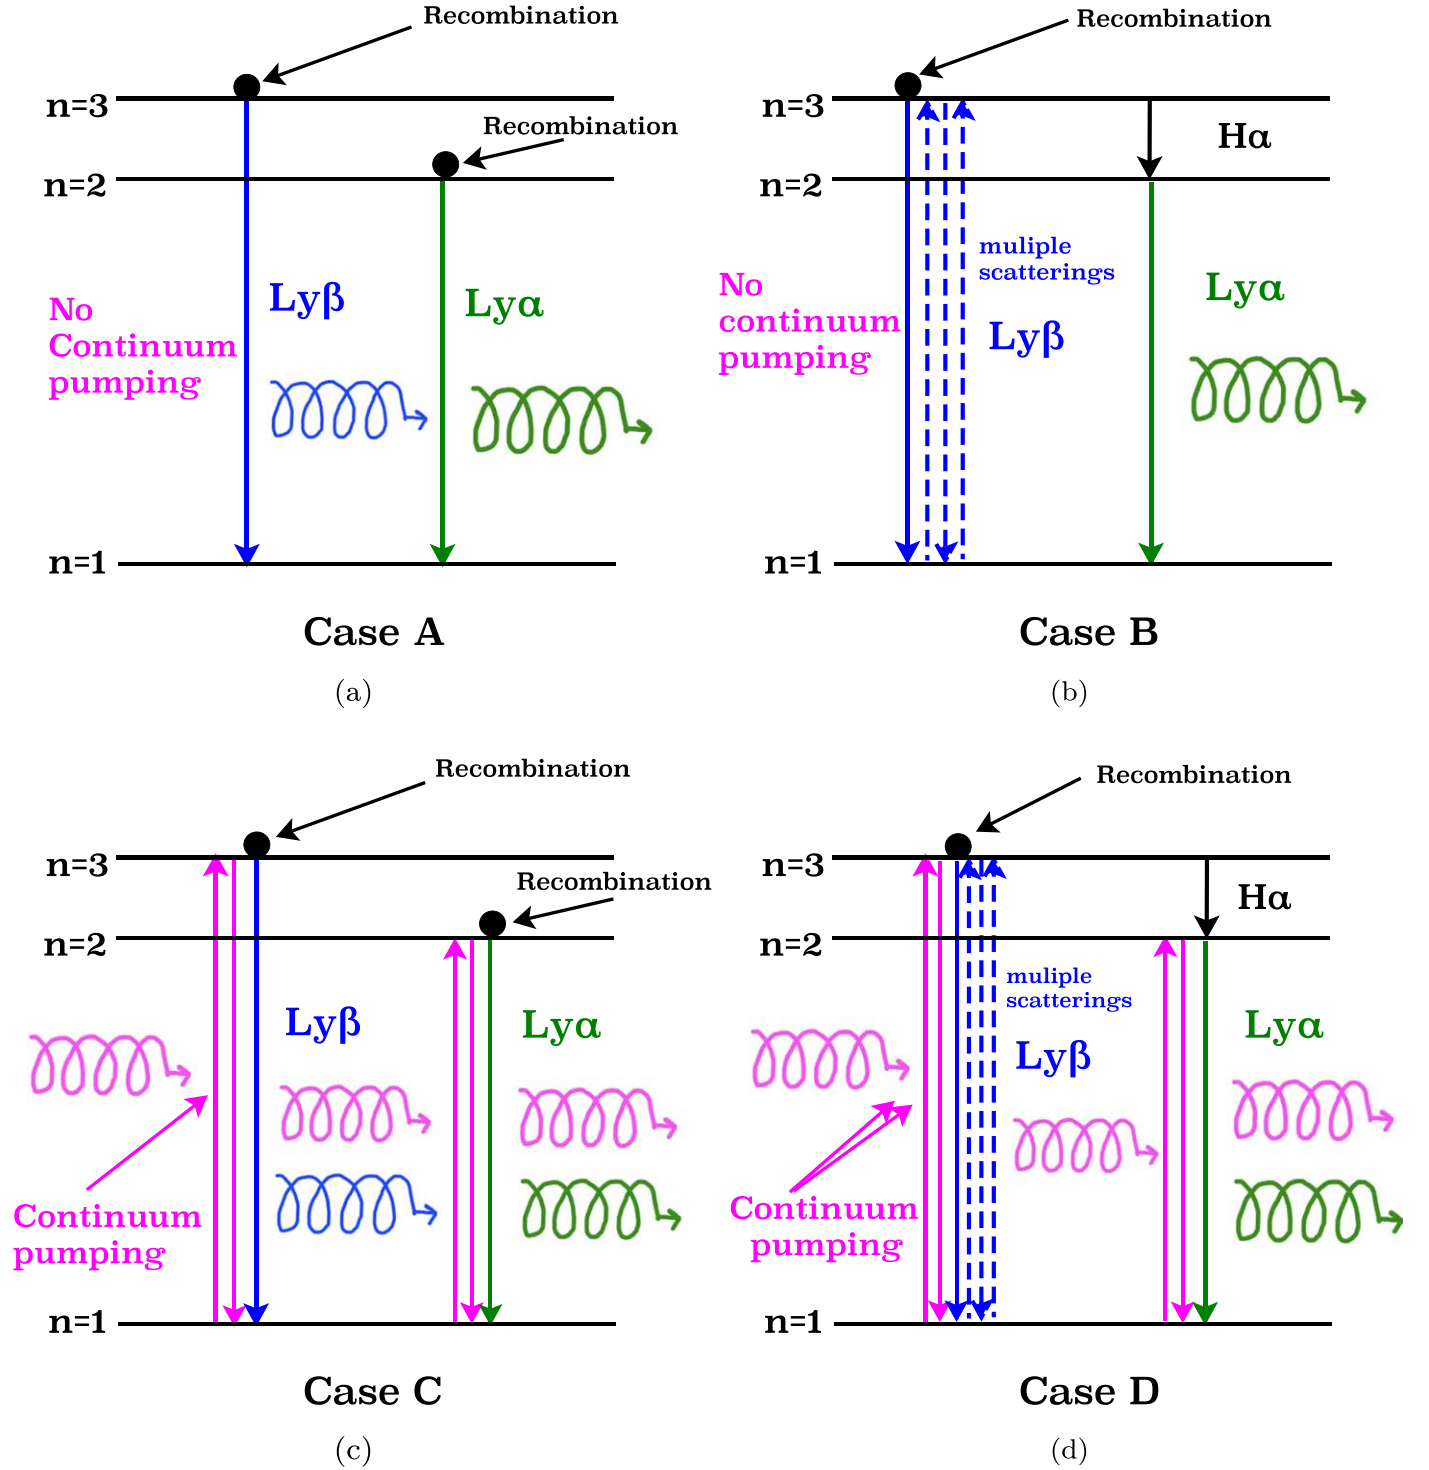 Recombination
n=3
Recombination
n=2
No
Continuum
pumping
Lyβ
Lyα
n=1
Case A
(a)
Recombination
n=3
Hα
n=2
muliple
scatterings
No
continuum
pumping
Lyβ
Lyα
n=1
Case B
(b)
Recombination
n=3
Recombination
n=2
Lyβ
Lyα
Continuum
pumping
n=1
Case C
(c)
Recombination
n=3
Hα
n=2
muliple
scatterings
Lyβ
Lyα
Continuum
pumping
n=1
Case D
(d)